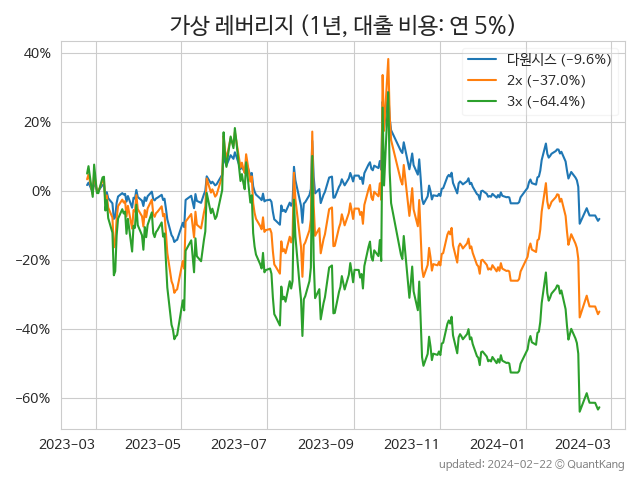 가상 레버리지 (1년, 대출 비용: 연 5%)
40%
20%
0%
−20%
−40%
−60%
다원시스 (−9.6%)
2x (−37.0%)
3x (−64.4%)
2023-03 2023-05 2023-07 2023-09 2023-11 2024-01 2024-03
updated: 2024-02-22 ⓒ QuantKang